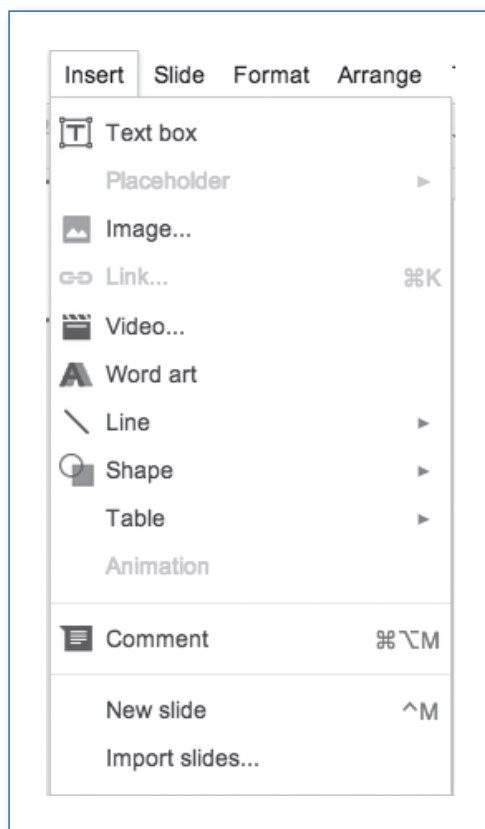 Insert Slide Format Arrange
Text box
Placeholder ►
Image...
Link... ⌘K
Video...
Word art
Line ►
Shape ►
Table ►
Animation
Comment ⌘⌥M
New slide ^M
Import slides...